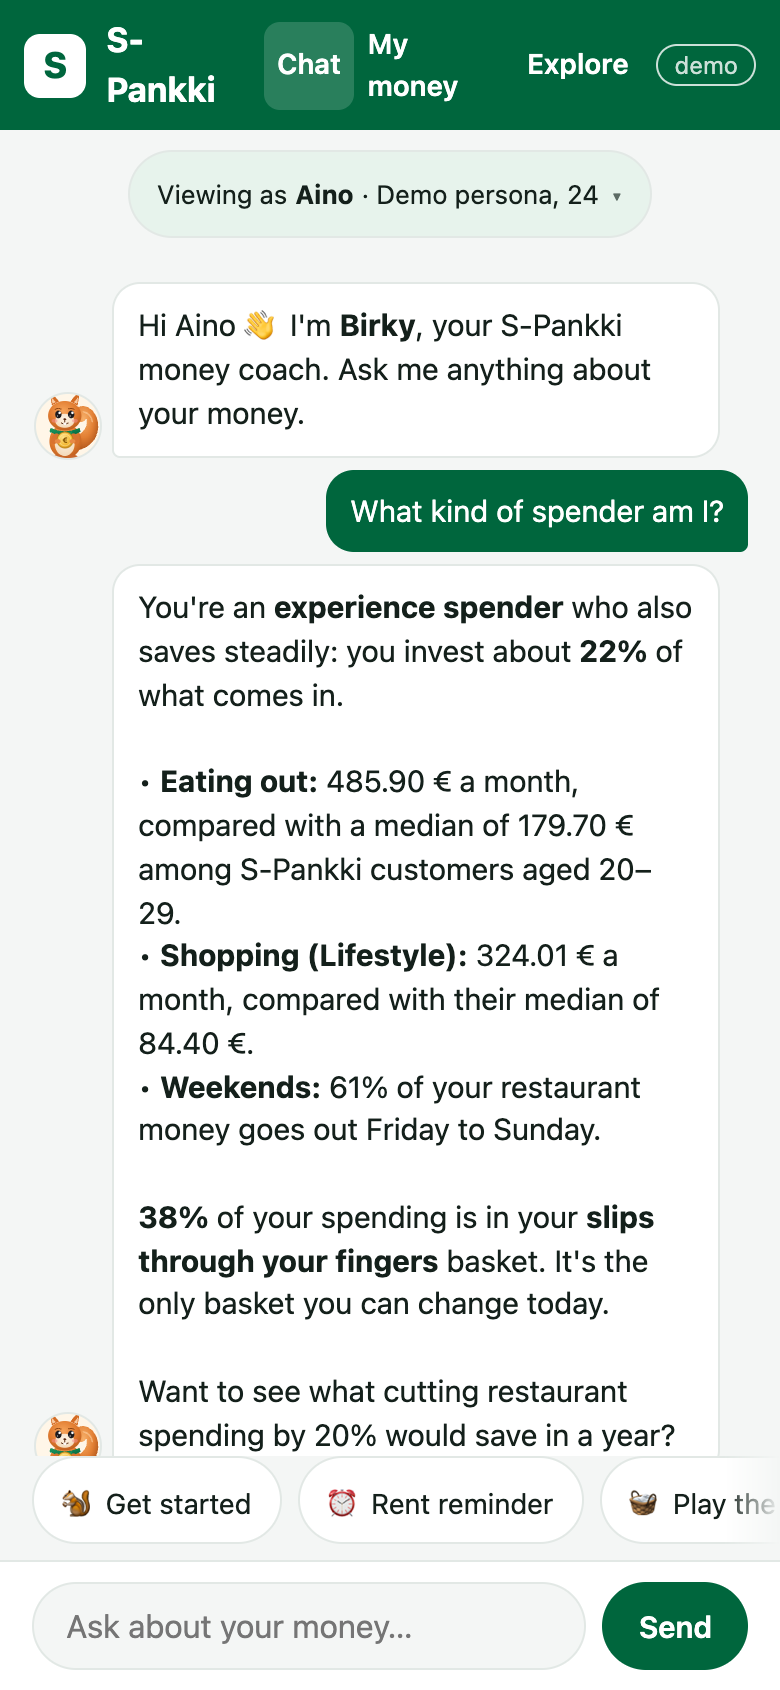 S
S-
Pankki
Chat
My
money
Explore
demo
Viewing as Aino · Demo persona, 24 ▾
Hi Aino 👋 I'm Birky, your S-Pankki
money coach. Ask me anything about
your money.
What kind of spender am I?
You're an experience spender who also
saves steadily: you invest about 22% of
what comes in.
• Eating out: 485.90 € a month,
compared with a median of 179.70 €
among S-Pankki customers aged 20–
29.
• Shopping (Lifestyle): 324.01 € a
month, compared with their median of
84.40 €.
• Weekends: 61% of your restaurant
money goes out Friday to Sunday.
38% of your spending is in your slips
through your fingers basket. It's the
only basket you can change today.
Want to see what cutting restaurant
spending by 20% would save in a year?
🐿️ Get started
⏰ Rent reminder
🧺 Play the
Ask about your money...
Send